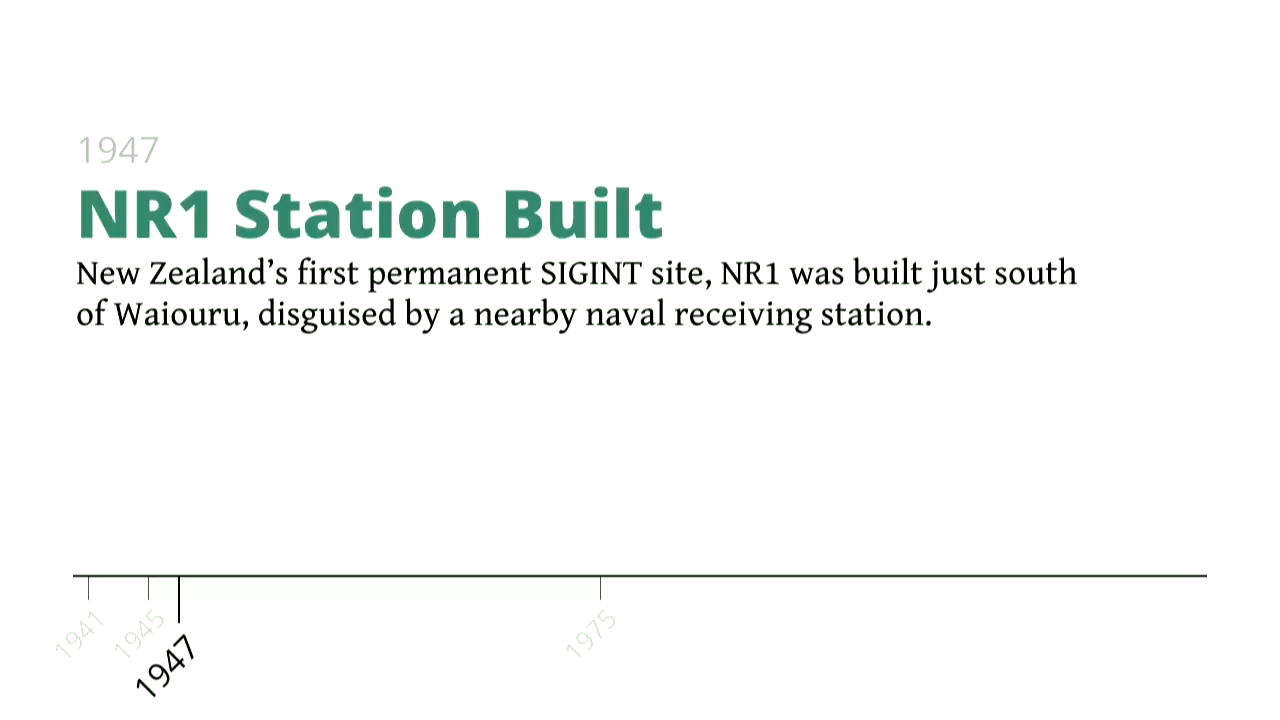 1947
NR1 Station Built
New Zealand’s first permanent SIGINT site, NR1 was built just south
of Waiouru, disguised by a nearby naval receiving station.
1941
1945
1947
1975